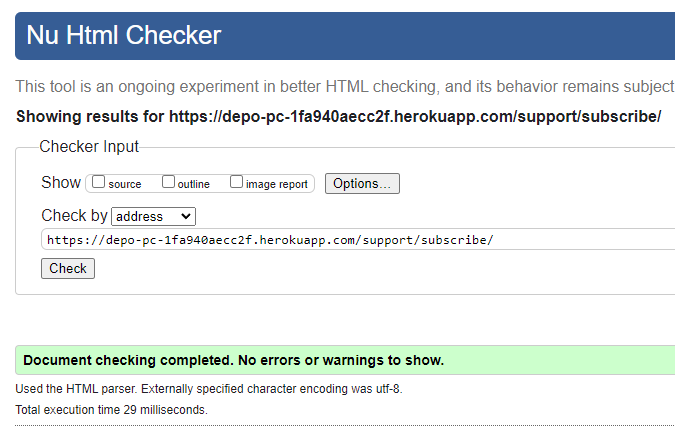 Nu Html Checker
This tool is an ongoing experiment in better HTML checking, and its behavior remains subject
Showing results for https://depo-pc-1fa940aecc2f.herokuapp.com/support/subscribe/
Checker Input
Show source outline image report Options...
Check by address
https://depo-pc-1fa940aecc2f.herokuapp.com/support/subscribe/
Check
Document checking completed. No errors or warnings to show.
Used the HTML parser. Externally specified character encoding was utf-8.
Total execution time 29 milliseconds.